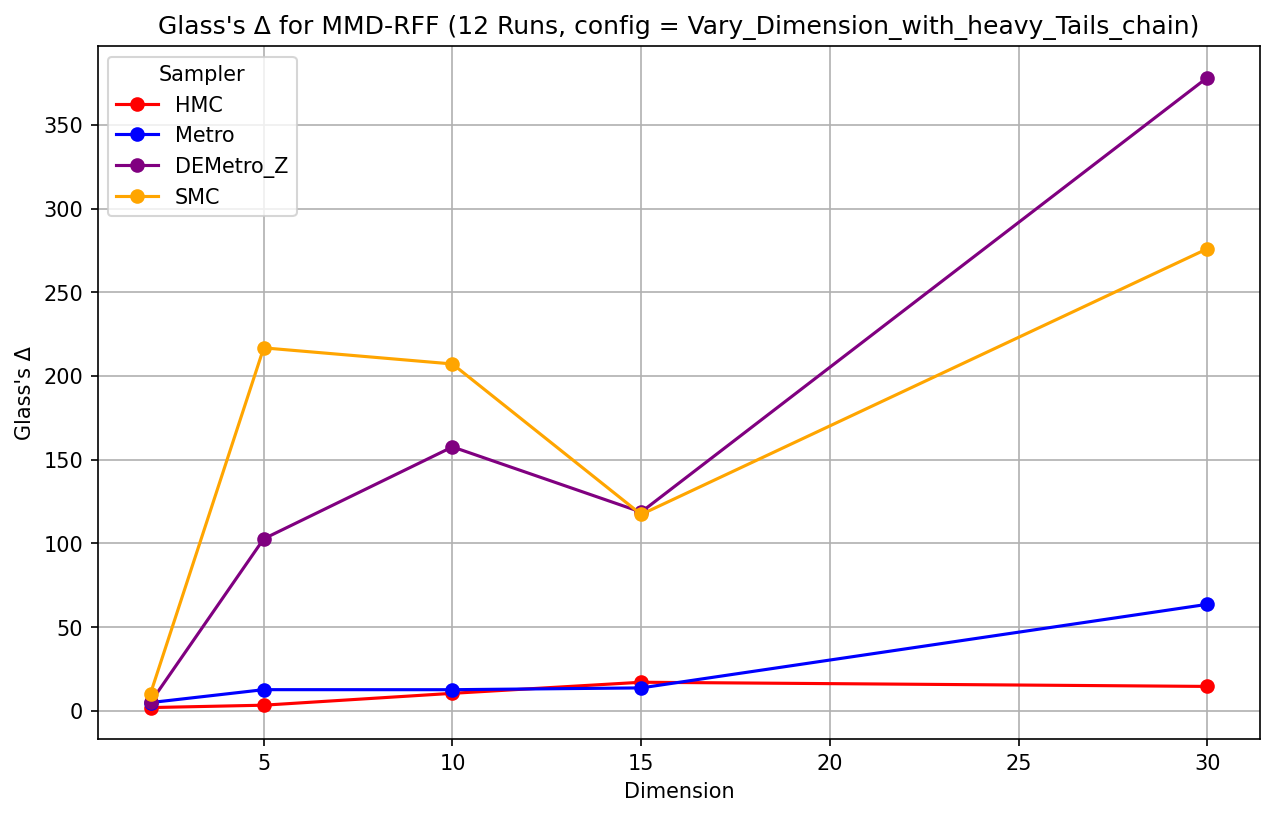 Glass's Δ for MMD-RFF (12 Runs, config = Vary_Dimension_with_heavy_Tails_chain)
Sampler
HMC
Metro
DEMetro_Z
SMC
350
300
250
200
150
100
50
0
Glass's Δ
5 10 15 20 25 30
Dimension